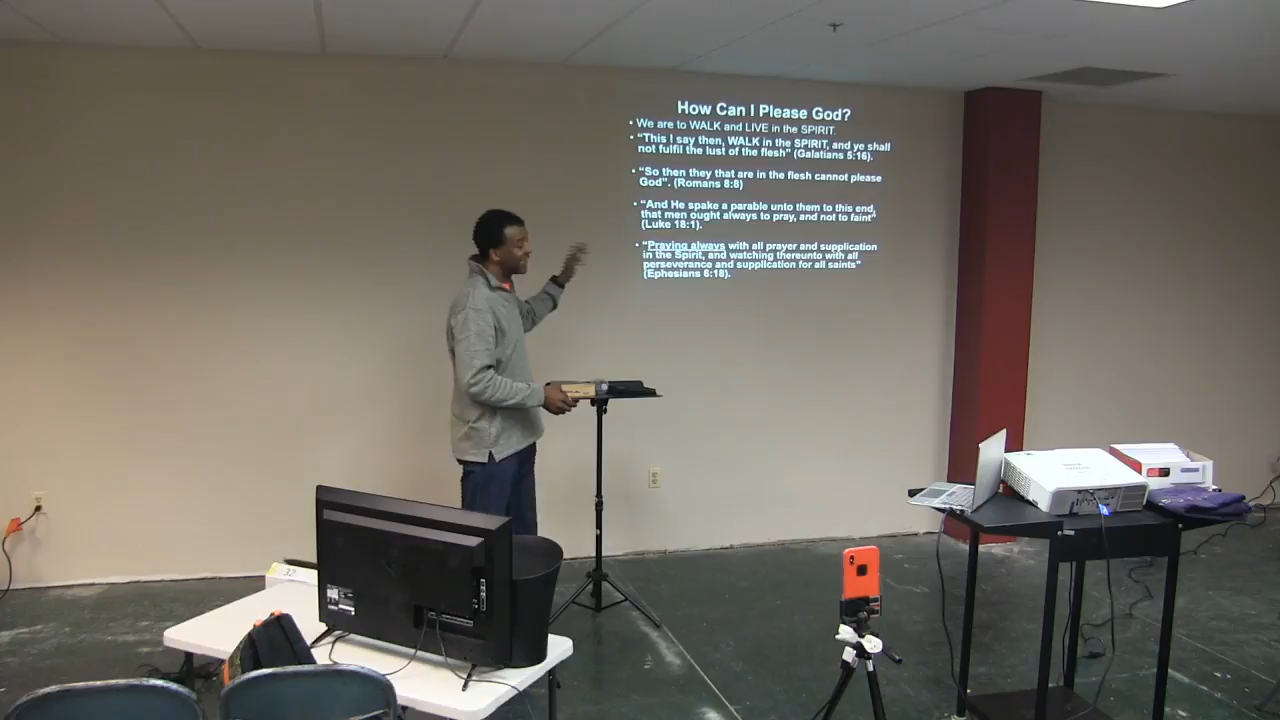 How Can I Please God?
• We are to WALK and LIVE in the SPIRIT.
• “This I say then, WALK in the SPIRIT, and ye shall
not fulfil the lust of the flesh” (Galatians 5:16).
• “So then they that are in the flesh cannot please
God”. (Romans 8:8)
• “And He spake a parable unto them to this end,
that men ought always to pray, and not to faint”
(Luke 18:1).
• “Praying always with all prayer and supplication
in the Spirit, and watching thereunto with all
perseverance and supplication for all saints”
(Ephesians 6:18).
32